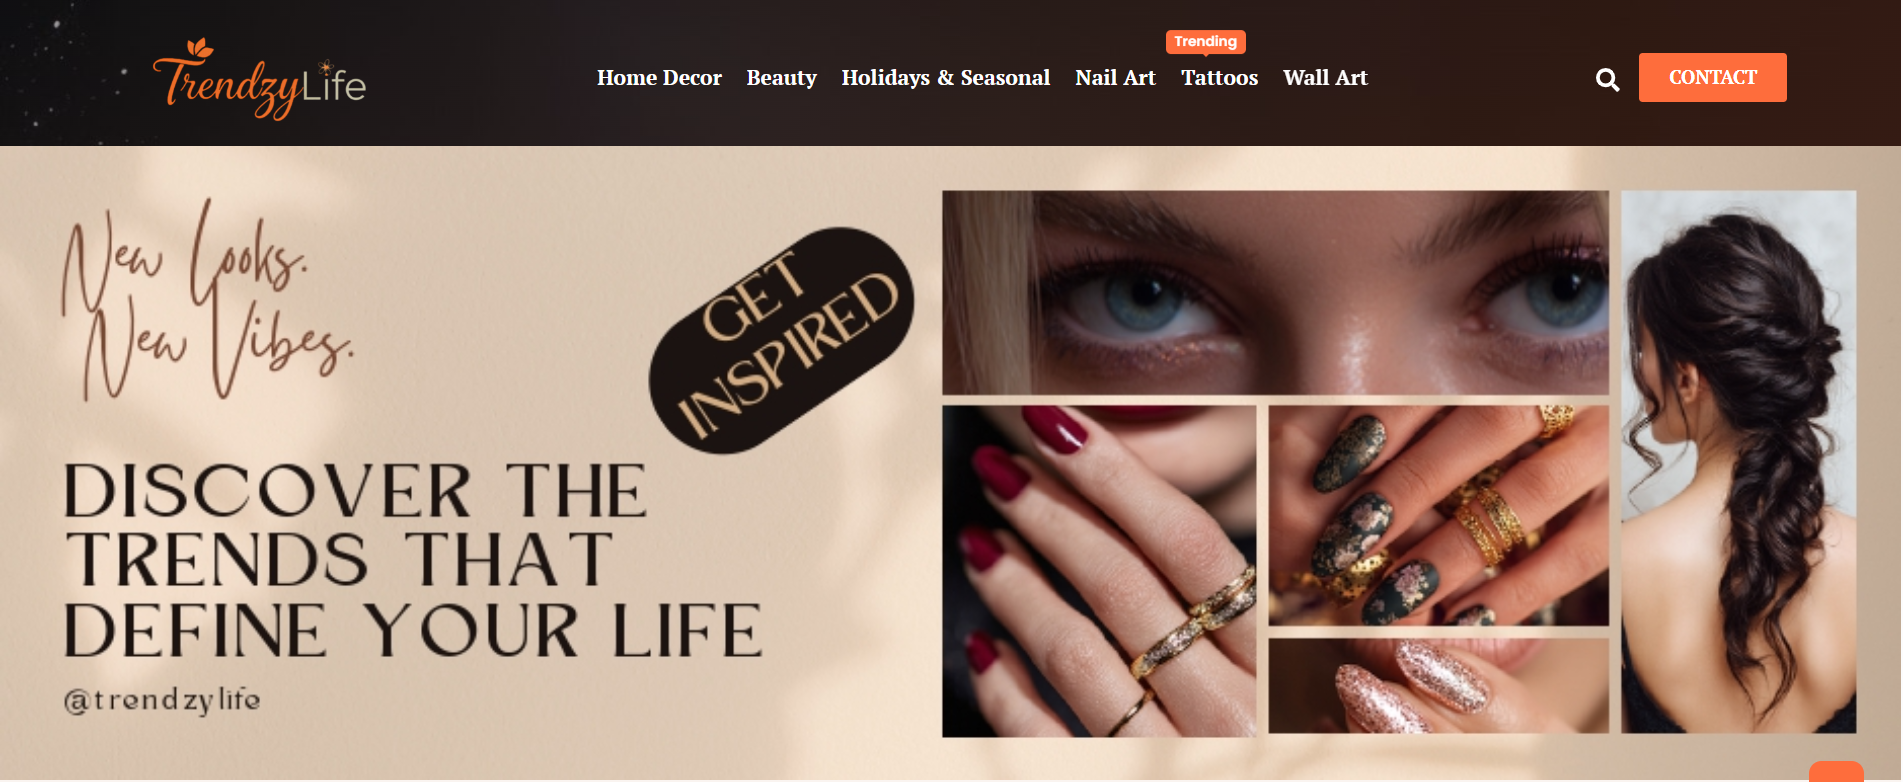 TrendzyLife
Trending
Home Decor Beauty Holidays & Seasonal Nail Art Tattoos Wall Art
CONTACT
New Looks.
New Vibes.
GET
INSPIRED
DISCOVER THE
TRENDS THAT
DEFINE YOUR LIFE
@trendzylife